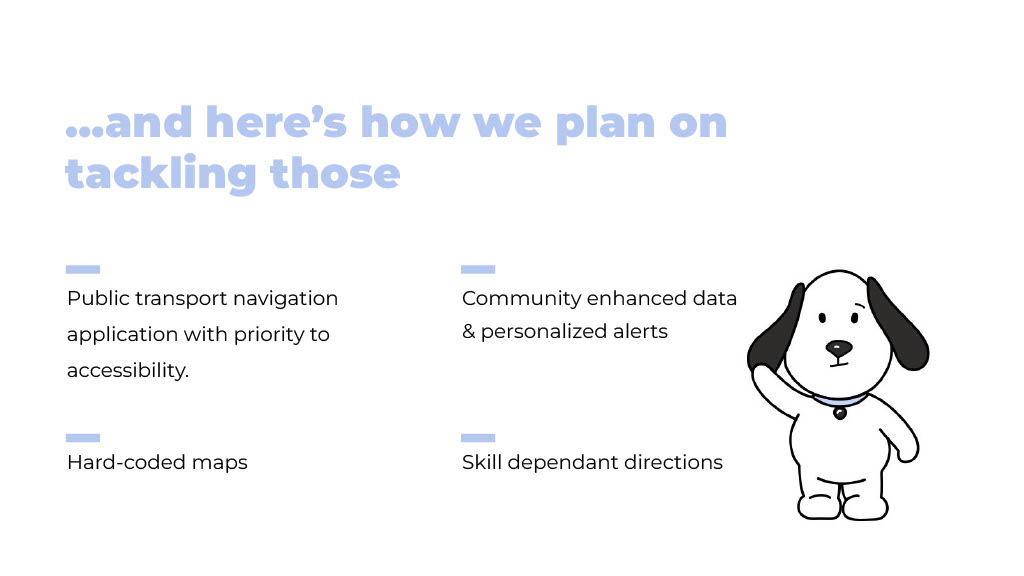 ...and here’s how we plan on
tackling those
Public transport navigation
application with priority to
accessibility.
Community enhanced data
& personalized alerts
Hard-coded maps
Skill dependant directions